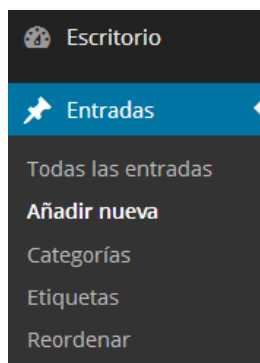 Escritorio
Entradas
Todas las entradas
Añadir nueva
Categorías
Etiquetas
Reordenar